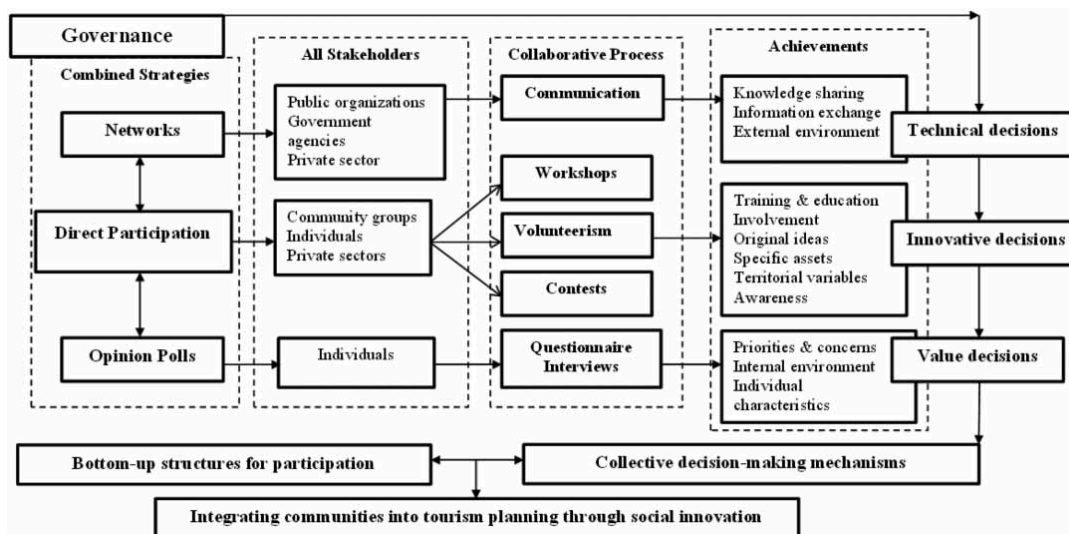 Governance
Combined Strategies
Networks
Direct Participation
Opinion Polls
All Stakeholders
Public organizations
Government
agencies
Private sector
Community groups
Individuals
Private sectors
Individuals
Collaborative Process
Communication
Workshops
Volunteerism
Contests
Questionnaire
Interviews
Achievements
Knowledge sharing
Information exchange
External environment
Training & education
Involvement
Original ideas
Specific assets
Territorial variables
Awareness
Priorities & concerns
Internal environment
Individual
characteristics
Technical decisions
Innovative decisions
Value decisions
Bottom-up structures for participation
Collective decision-making mechanisms
Integrating communities into tourism planning through social innovation